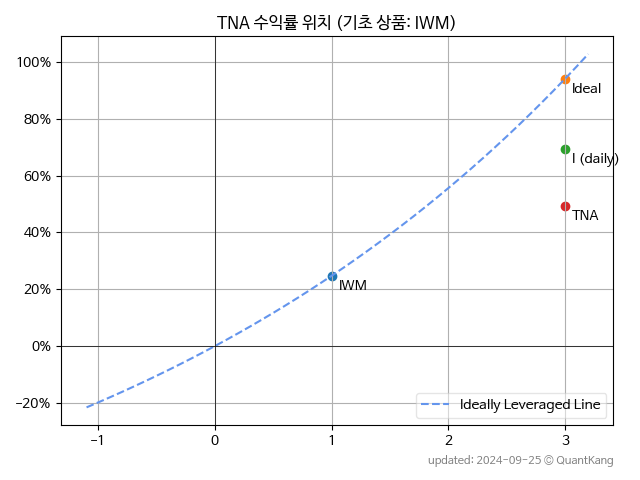 TNA 수익률 위치 (기초 상품: IWM)
100%
80%
60%
40%
20%
0%
−20%
Ideal
I (daily)
TNA
IWM
Ideally Leveraged Line
−1
0
1
2
3
updated: 2024-09-25 © QuantKang